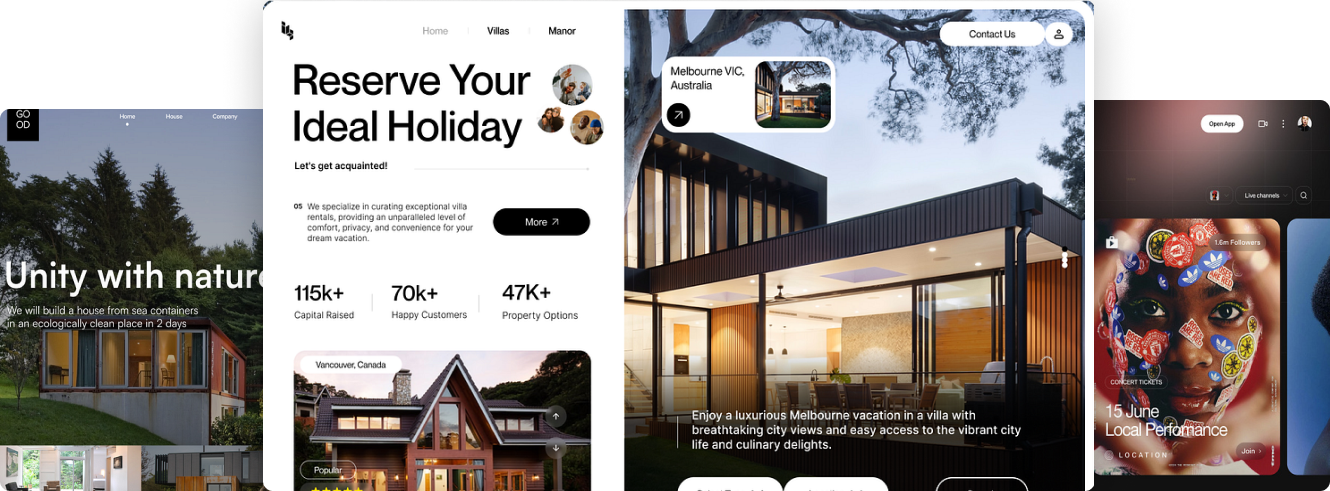 GO
OD
Home
House
Company
Unity with nature
We will build a house from sea containers
in an ecologically clean place in 2 days
Home
Villas
Manor
Reserve Your
Ideal Holiday
Let's get acquainted!
05
We specialize in curating exceptional villa
rentals, providing an unparalleled level of
comfort, privacy, and convenience for your
dream vacation.
More
115k+
Capital Raised
70k+
Happy Customers
47K+
Property Options
Vancouver, Canada
Popular
Contact Us
Melbourne VIC,
Australia
Enjoy a luxurious Melbourne vacation in a villa with
breathtaking city views and easy access to the vibrant city
life and culinary delights.
Open App
Live channels
1.6m Followers
CONCERT TICKETS
15 June
Local Perfomance
LOCATION
Join